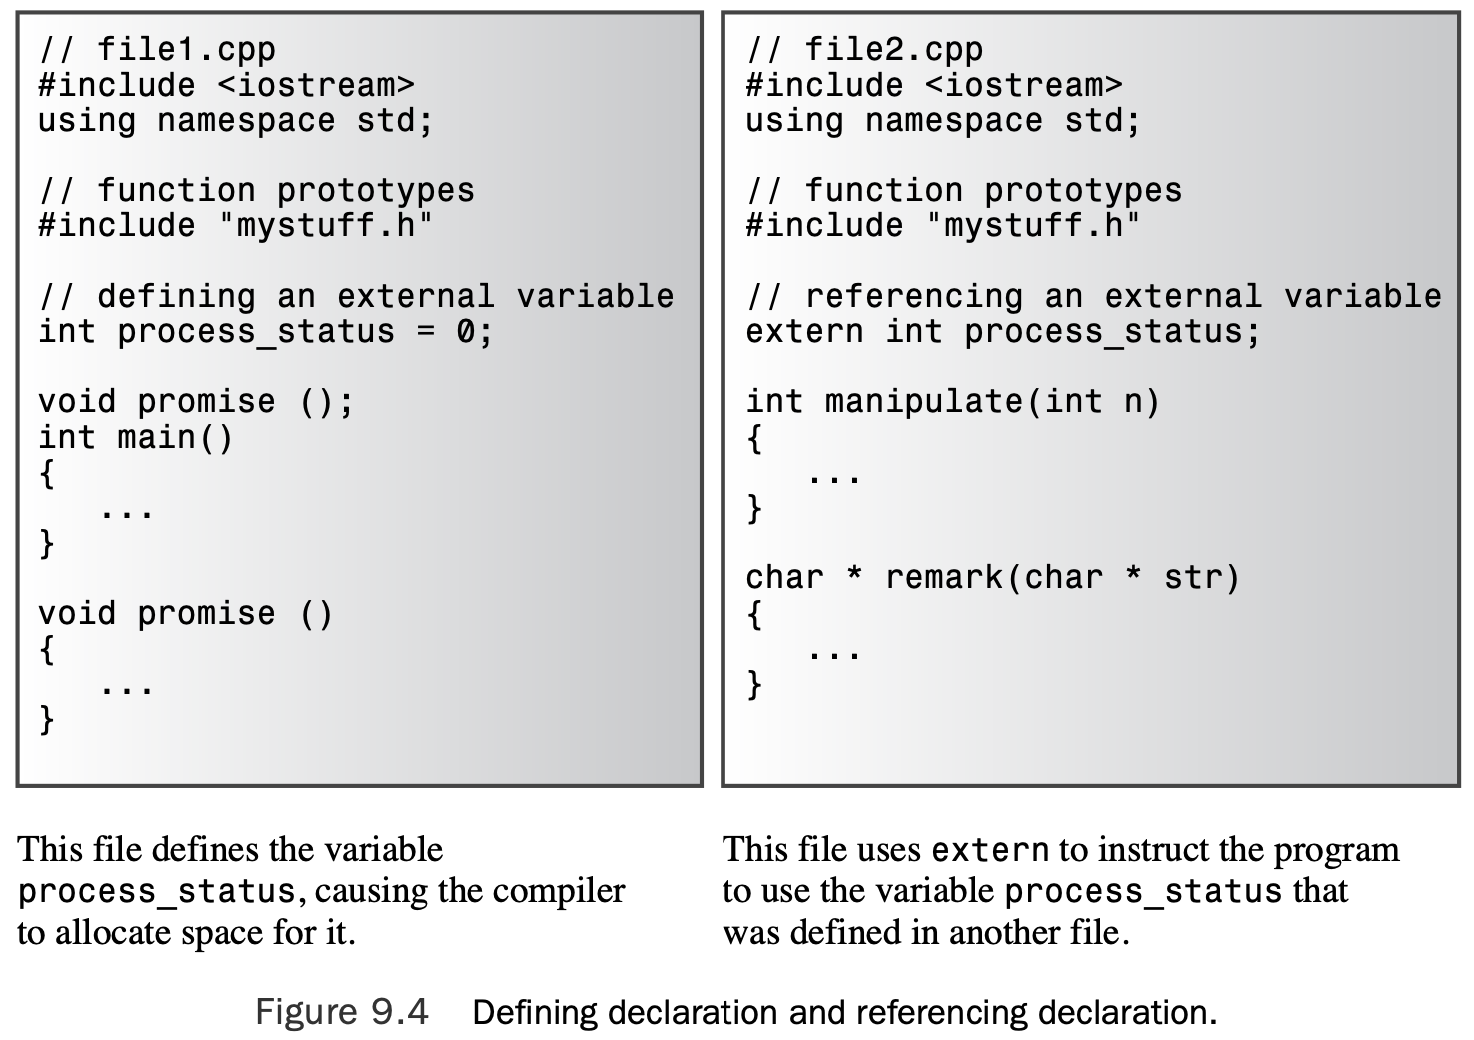 // file1.cpp
#include <iostream>
using namespace std;

// function prototypes
#include "mystuff.h"

// defining an external variable
int process_status = 0;

void promise ();
int main()
{
   ...
}

void promise ()
{
   ...
}

This file defines the variable
process_status, causing the compiler
to allocate space for it.

// file2.cpp
#include <iostream>
using namespace std;

// function prototypes
#include "mystuff.h"

// referencing an external variable
extern int process_status;

int manipulate(int n)
{
   ...
}

char * remark(char * str)
{
   ...
}

This file uses extern to instruct the program
to use the variable process_status that
was defined in another file.

Figure 9.4 Defining declaration and referencing declaration.